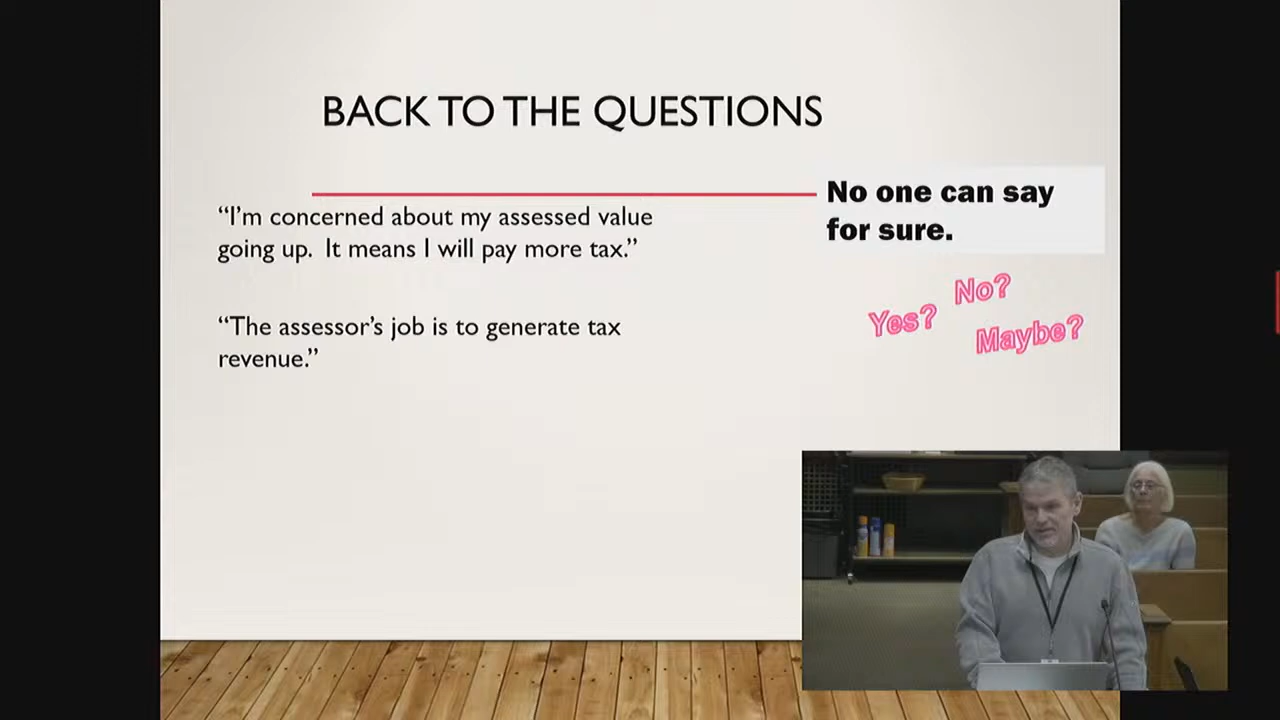 BACK TO THE QUESTIONS
“I’m concerned about my assessed value
going up.  It means I will pay more tax.”
“The assessor’s job is to generate tax
revenue.”
No one can say
for sure.
No?
Yes?
Maybe?